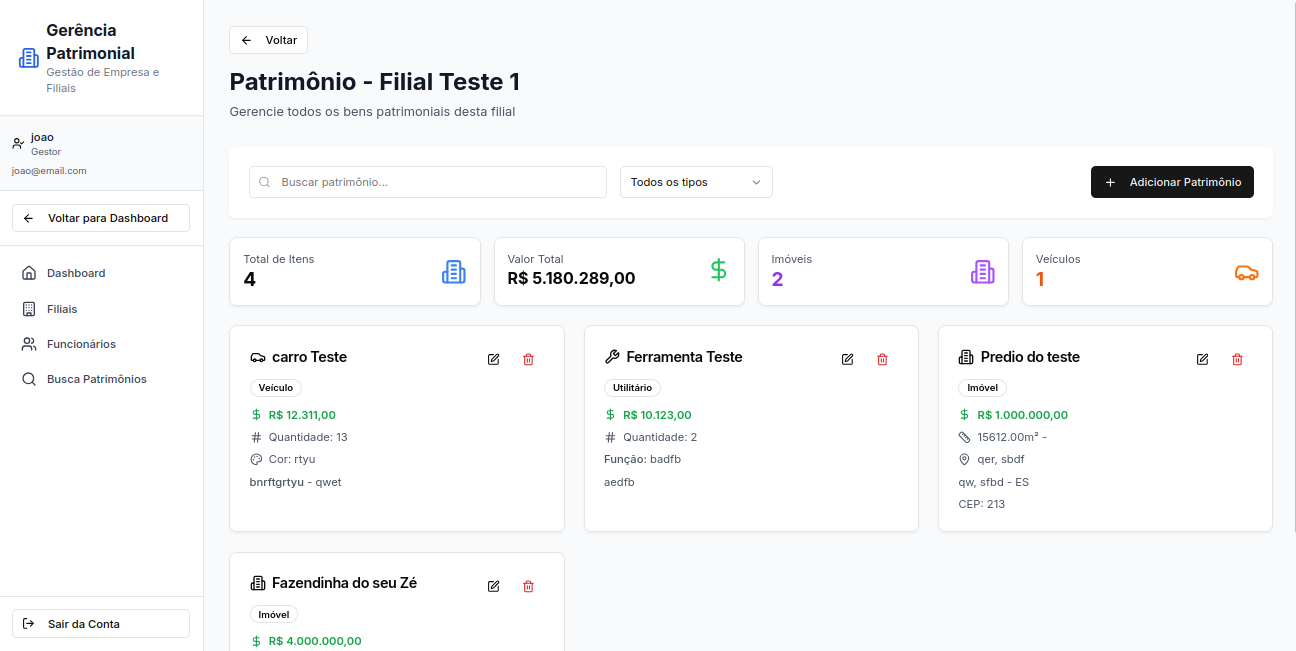 Gerência
Patrimonial
Gestão de Empresa e
Filiais
joao
Gestor
joao@email.com
Voltar para Dashboard
Dashboard
Filiais
Funcionários
Busca Patrimônios
Sair da Conta
Voltar
Patrimônio - Filial Teste 1
Gerencie todos os bens patrimoniais desta filial
Buscar patrimônio...
Todos os tipos
Adicionar Patrimônio
Total de Itens
4
Valor Total
R$ 5.180.289,00
Imóveis
2
Veículos
1
carro Teste
Veículo
R$ 12.311,00
Quantidade: 13
Cor: rtyu
bnrftgrtyu - qwet
Ferramenta Teste
Utilitário
R$ 10.123,00
Quantidade: 2
Função: badfb
aedfb
Predio do teste
Imóvel
R$ 1.000.000,00
15612.00m² -
qer, sbdf
qw, sfbd - ES
CEP: 213
Fazendinha do seu Zé
Imóvel
R$ 4.000.000,00